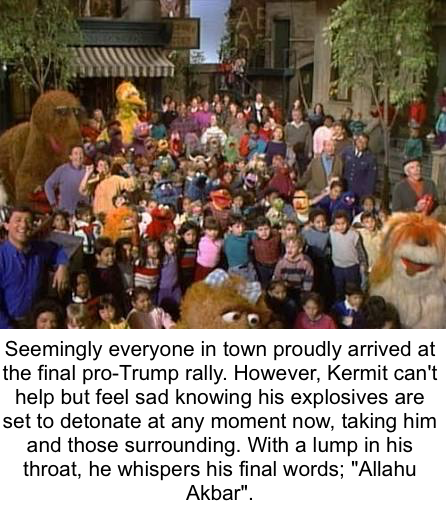 Seemingly everyone in town proudly arrived at
the final pro-Trump rally. However, Kermit can't
help but feel sad knowing his explosives are
set to detonate at any moment now, taking him
and those surrounding. With a lump in his
throat, he whispers his final words; "Allahu
Akbar".